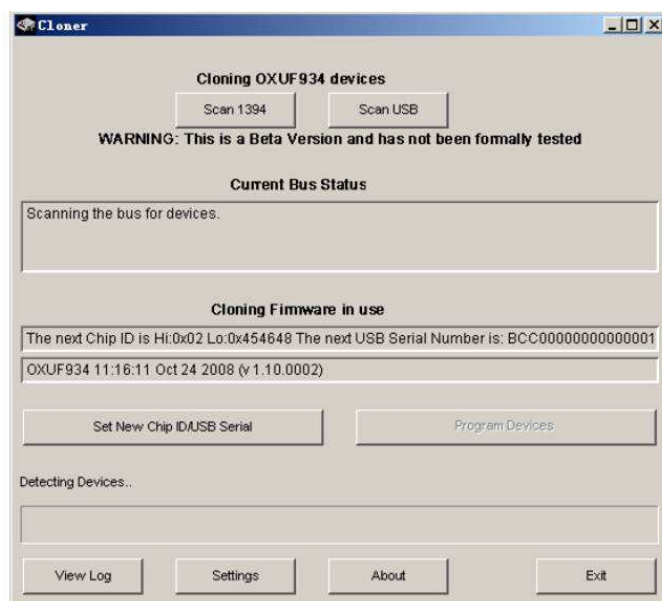 Cloner
Cloning OXUF934 devices
Scan 1394 Scan USB
WARNING: This is a Beta Version and has not been formally tested
Current Bus Status
Scanning the bus for devices.
Cloning Firmware in use
The next Chip ID is Hi:0x02 Lo:0x454648 The next USB Serial Number is: BCC00000000000001
OXUF934 11:16:11 Oct 24 2008 (v 1.10.0002)
Set New Chip ID/USB Serial Program Devices
Detecting Devices..
View Log Settings About Exit